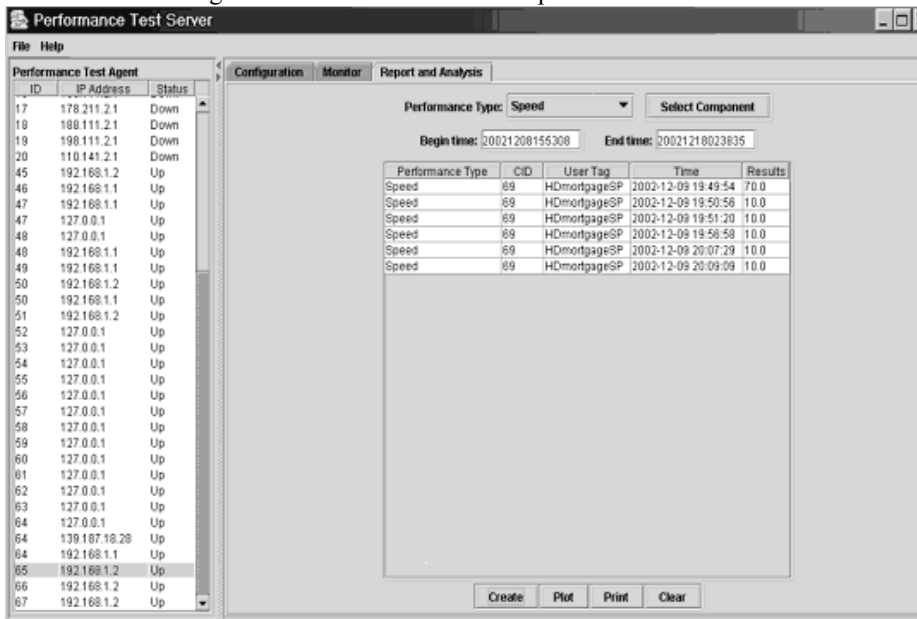 Performance Test Server
File Help
Performance Test Agent
ID IP Address Status
17 178.211.2.1 Down
18 188.111.2.1 Down
19 198.111.2.1 Down
20 110.141.2.1 Down
45 192.168.1.2 Up
46 192.168.1.1 Up
47 192.168.1.1 Up
47 127.0.0.1 Up
48 127.0.0.1 Up
48 192.168.1.1 Up
49 192.168.1.1 Up
50 192.168.1.2 Up
50 192.168.1.1 Up
51 192.168.1.2 Up
52 127.0.0.1 Up
53 127.0.0.1 Up
54 127.0.0.1 Up
55 127.0.0.1 Up
56 127.0.0.1 Up
57 127.0.0.1 Up
58 127.0.0.1 Up
59 127.0.0.1 Up
60 127.0.0.1 Up
61 127.0.0.1 Up
62 127.0.0.1 Up
63 127.0.0.1 Up
64 127.0.0.1 Up
64 139.187.18.28 Up
64 192.168.1.1 Up
65 192.168.1.2 Up
66 192.168.1.2 Up
67 192.168.1.2 Up
Configuration Monitor Report and Analysis
Performance Type: Speed Select Component
Begin time: 20021208155308 End time: 20021218023835
Performance Type CID User Tag Time Results
Speed 69 HDmortgageSP 2002-12-09 19:49:54 70.0
Speed 69 HDmortgageSP 2002-12-09 19:50:56 10.0
Speed 69 HDmortgageSP 2002-12-09 19:51:20 10.0
Speed 69 HDmortgageSP 2002-12-09 19:56:58 10.0
Speed 69 HDmortgageSP 2002-12-09 20:07:29 10.0
Speed 69 HDmortgageSP 2002-12-09 20:09:09 10.0
Create Plot Print Clear